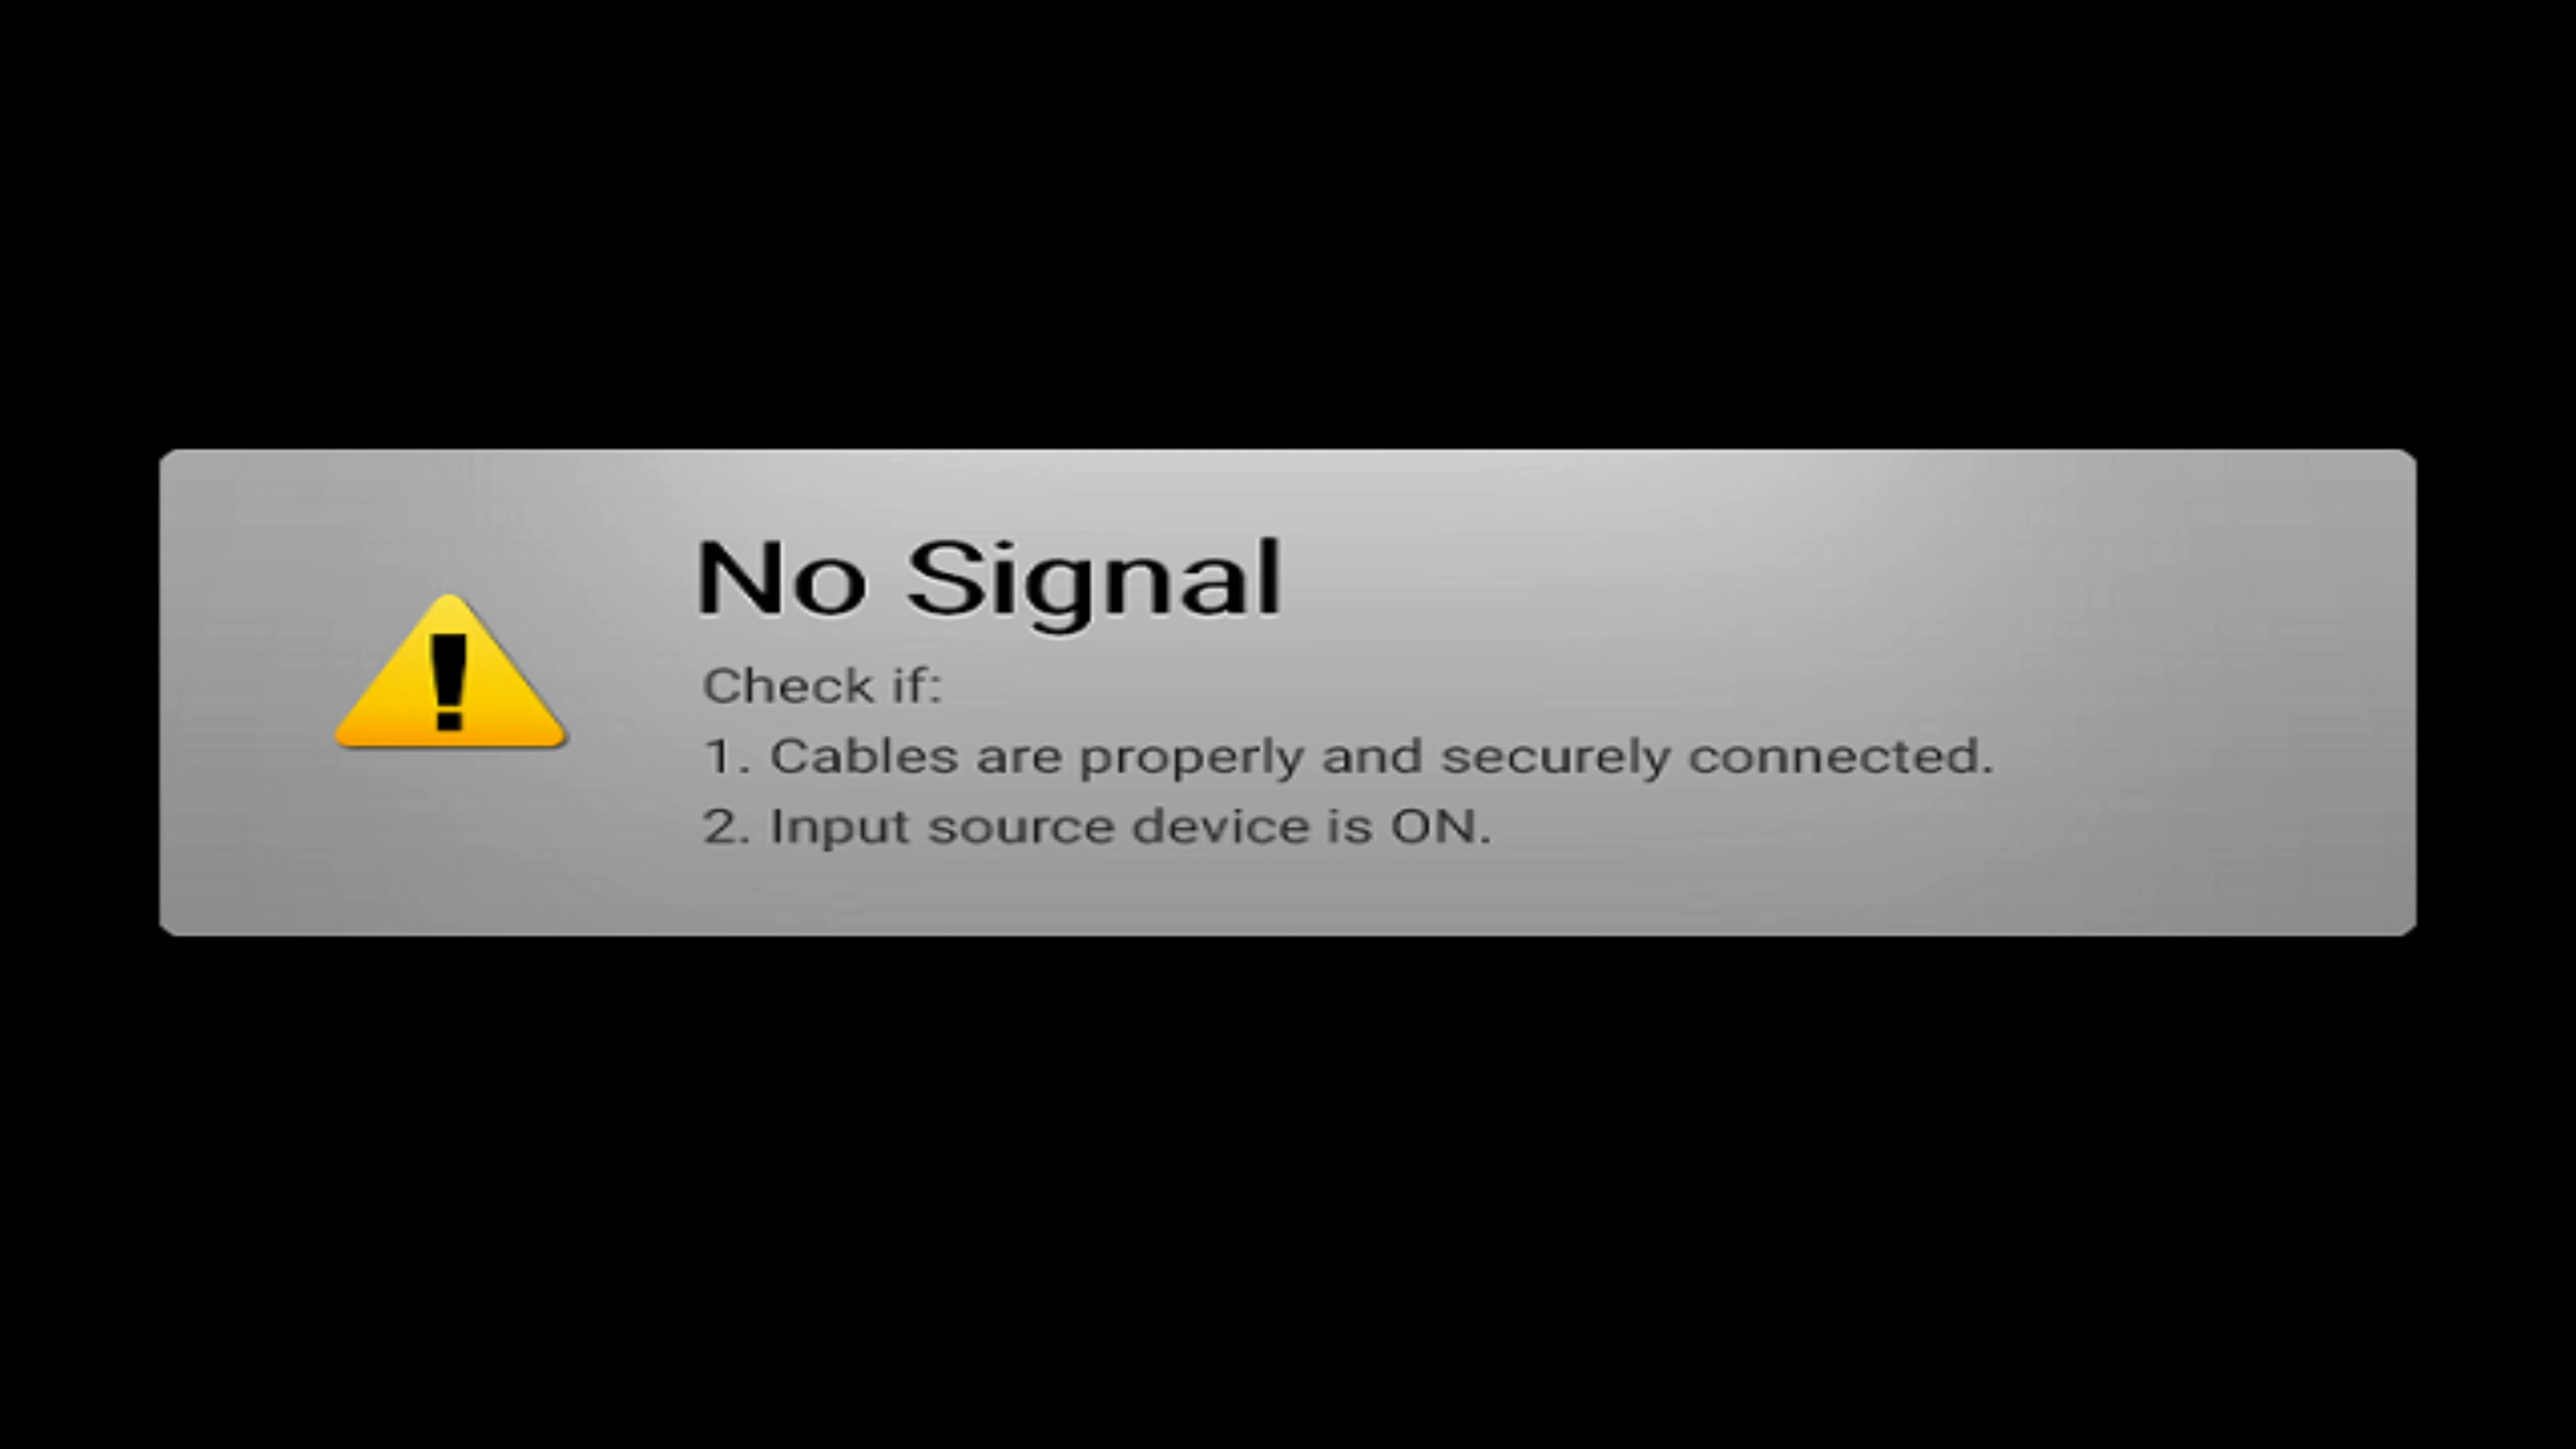 No Signal
Check if:
1. Cables are properly and securely connected.
2. Input source device is ON.